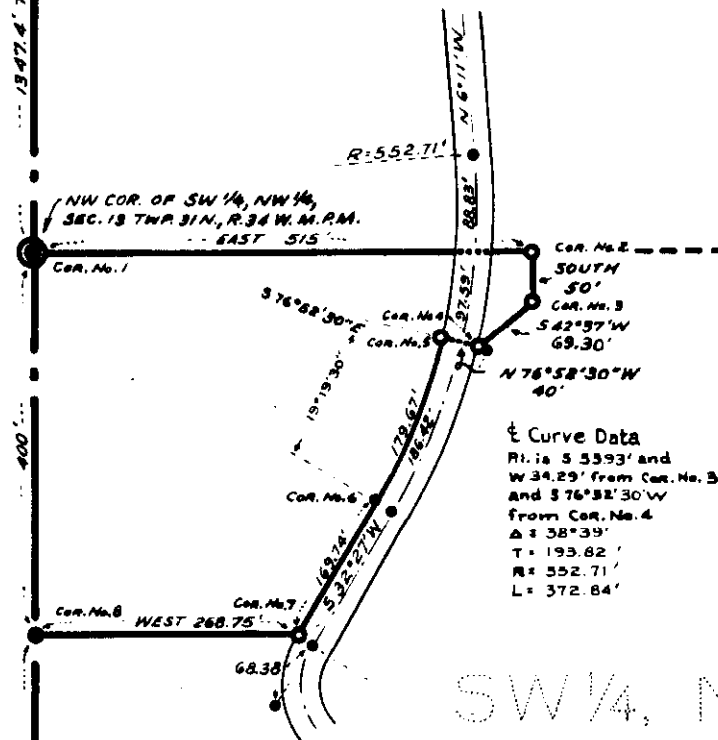 1347.4'
N 6°11'W
R=552.71'
88.83'
NW COR. OF SW 1/4, NW 1/4,
SEC. 13 TWP. 31N., R.34 W. M.P.M.
EAST 515'
COR. No. 1
COR. No. 2
SOUTH
50'
COR. No. 3
97.59'
S 76°52'30"E
COR. No. 4
COR. No. 5
S 42°37'W
69.30'
N 76°52'30"W
40'
19°19'30"
179.67'
186.42'
400'
℄ Curve Data
P.I. is S 55.93' and
W 34.29' from COR. No. 3
and S 76°52'30"W
from COR. No. 4
Δ = 38°39'
T = 193.82'
R = 552.71'
L = 372.84'
COR. No. 6
169.74'
S 32°27'W
COR. No. 8
WEST 268.75'
COR. No. 7
68.38'
SW 1/4, N